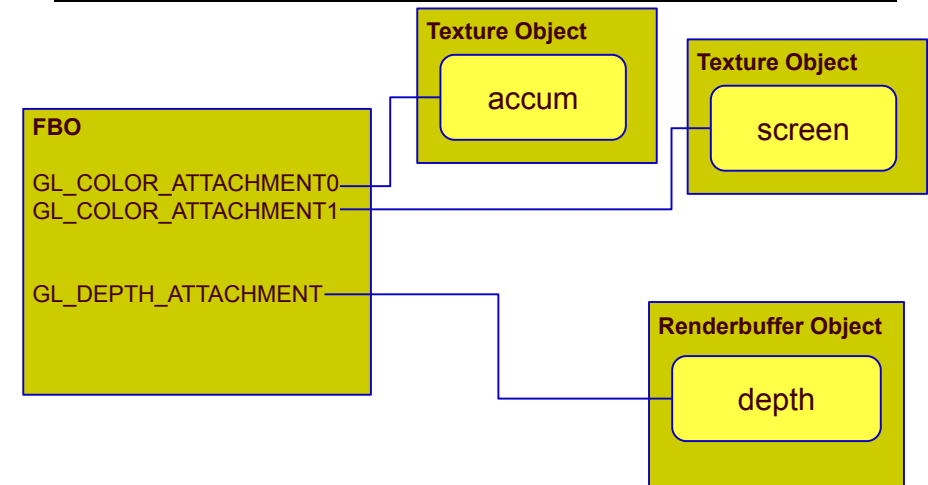 Texture Object
accum
Texture Object
screen
FBO
GL_COLOR_ATTACHMENT0
GL_COLOR_ATTACHMENT1
GL_DEPTH_ATTACHMENT
Renderbuffer Object
depth